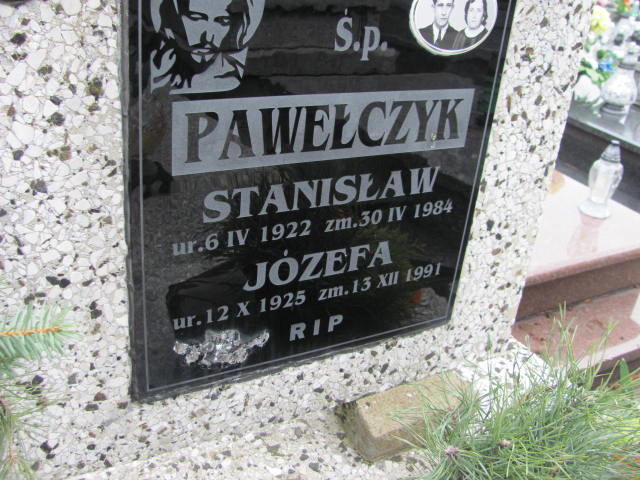 Ś.p.
PAWEŁCZYK
STANISŁAW
ur.6 IV 1922 zm.30 IV 1984
JÓZEFA
ur.12 X 1925 zm.13 XII 1991
RIP